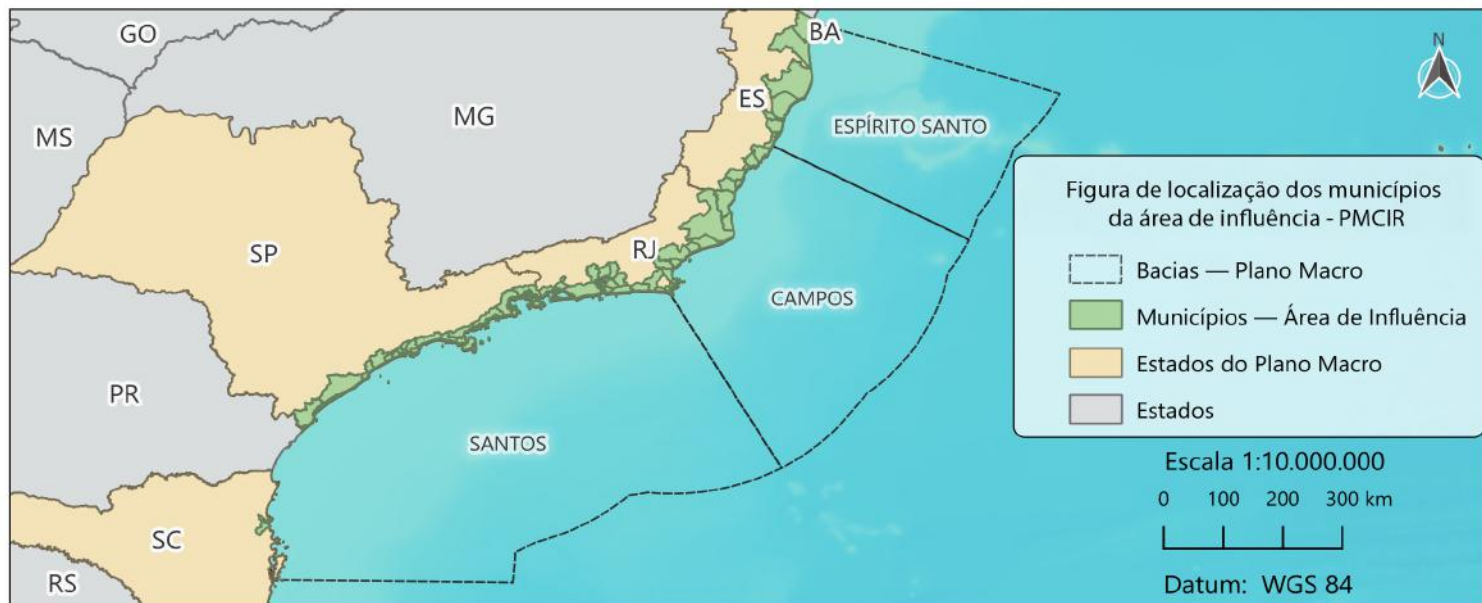 GO
BA
N
MS
MG
ES
ESPÍRITO SANTO
Figura de localização dos municípios
da área de influência - PMCIR
Bacias — Plano Macro
Municípios — Área de Influência
Estados do Plano Macro
Estados
SP
RJ
CAMPOS
PR
SANTOS
Escala 1:10.000.000
0 100 200 300 km
SC
RS
Datum: WGS 84